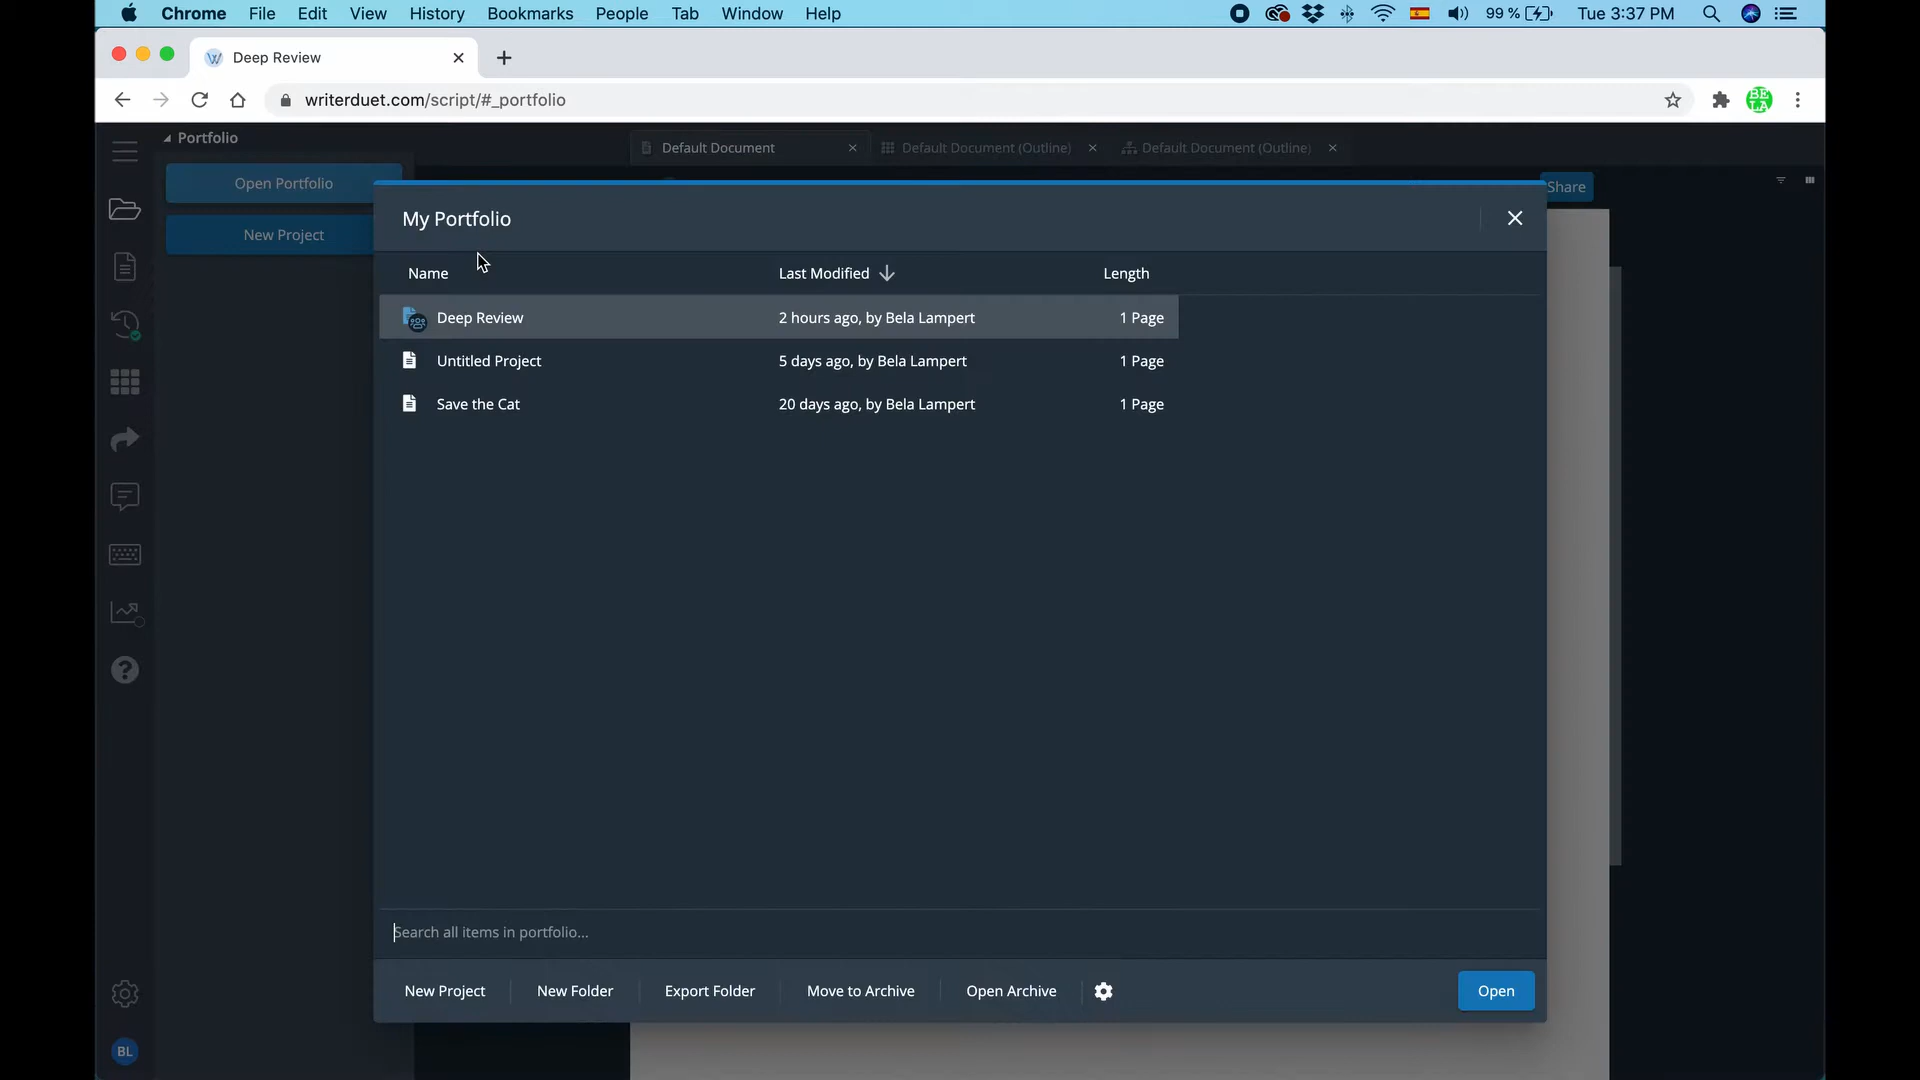 Chrome File Edit View History Bookmarks People Tab Window Help 99 % Tue 3:37 PM
Deep Review
writerduet.com/script/#_portfolio
BE
LA
Portfolio
Default Document Default Document (Outline) Default Document (Outline)
Open Portfolio
Share
New Project
My Portfolio
Name Last Modified Length
Deep Review 2 hours ago, by Bela Lampert 1 Page
Untitled Project 5 days ago, by Bela Lampert 1 Page
Save the Cat 20 days ago, by Bela Lampert 1 Page
Search all items in portfolio...
New Project New Folder Export Folder Move to Archive Open Archive Open
BL